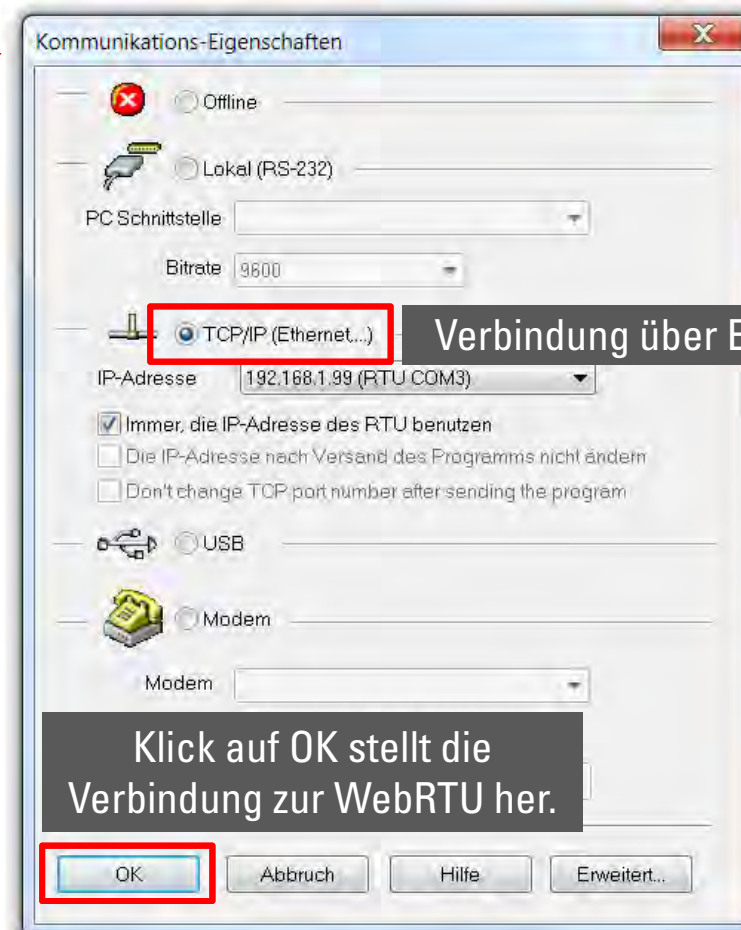 Kommunikations-Eigenschaften
Offline
Lokal (RS-232)
PC Schnittstelle
Bitrate 9600
TCP/IP (Ethernet...)
Verbindung über E
IP-Adresse 192.168.1.99 (RTU COM3)
Immer, die IP-Adresse des RTU benutzen
Die IP-Adresse nach Versand des Programms nicht ändern
Don't change TCP port number after sending the program
USB
Modem
Modem
Klick auf OK stellt die
Verbindung zur WebRTU her.
OK Abbruch Hilfe Erweitert...